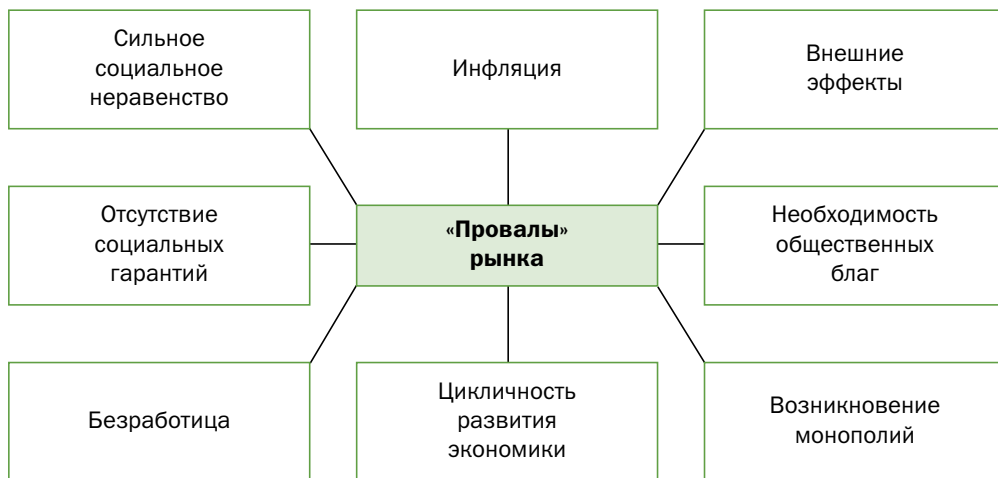 Сильное
социальное
неравенство
Инфляция
Внешние
эффекты
Отсутствие
социальных
гарантий
«Провалы»
рынка
Необходимость
общественных
благ
Безработица
Цикличность
развития
экономики
Возникновение
монополий